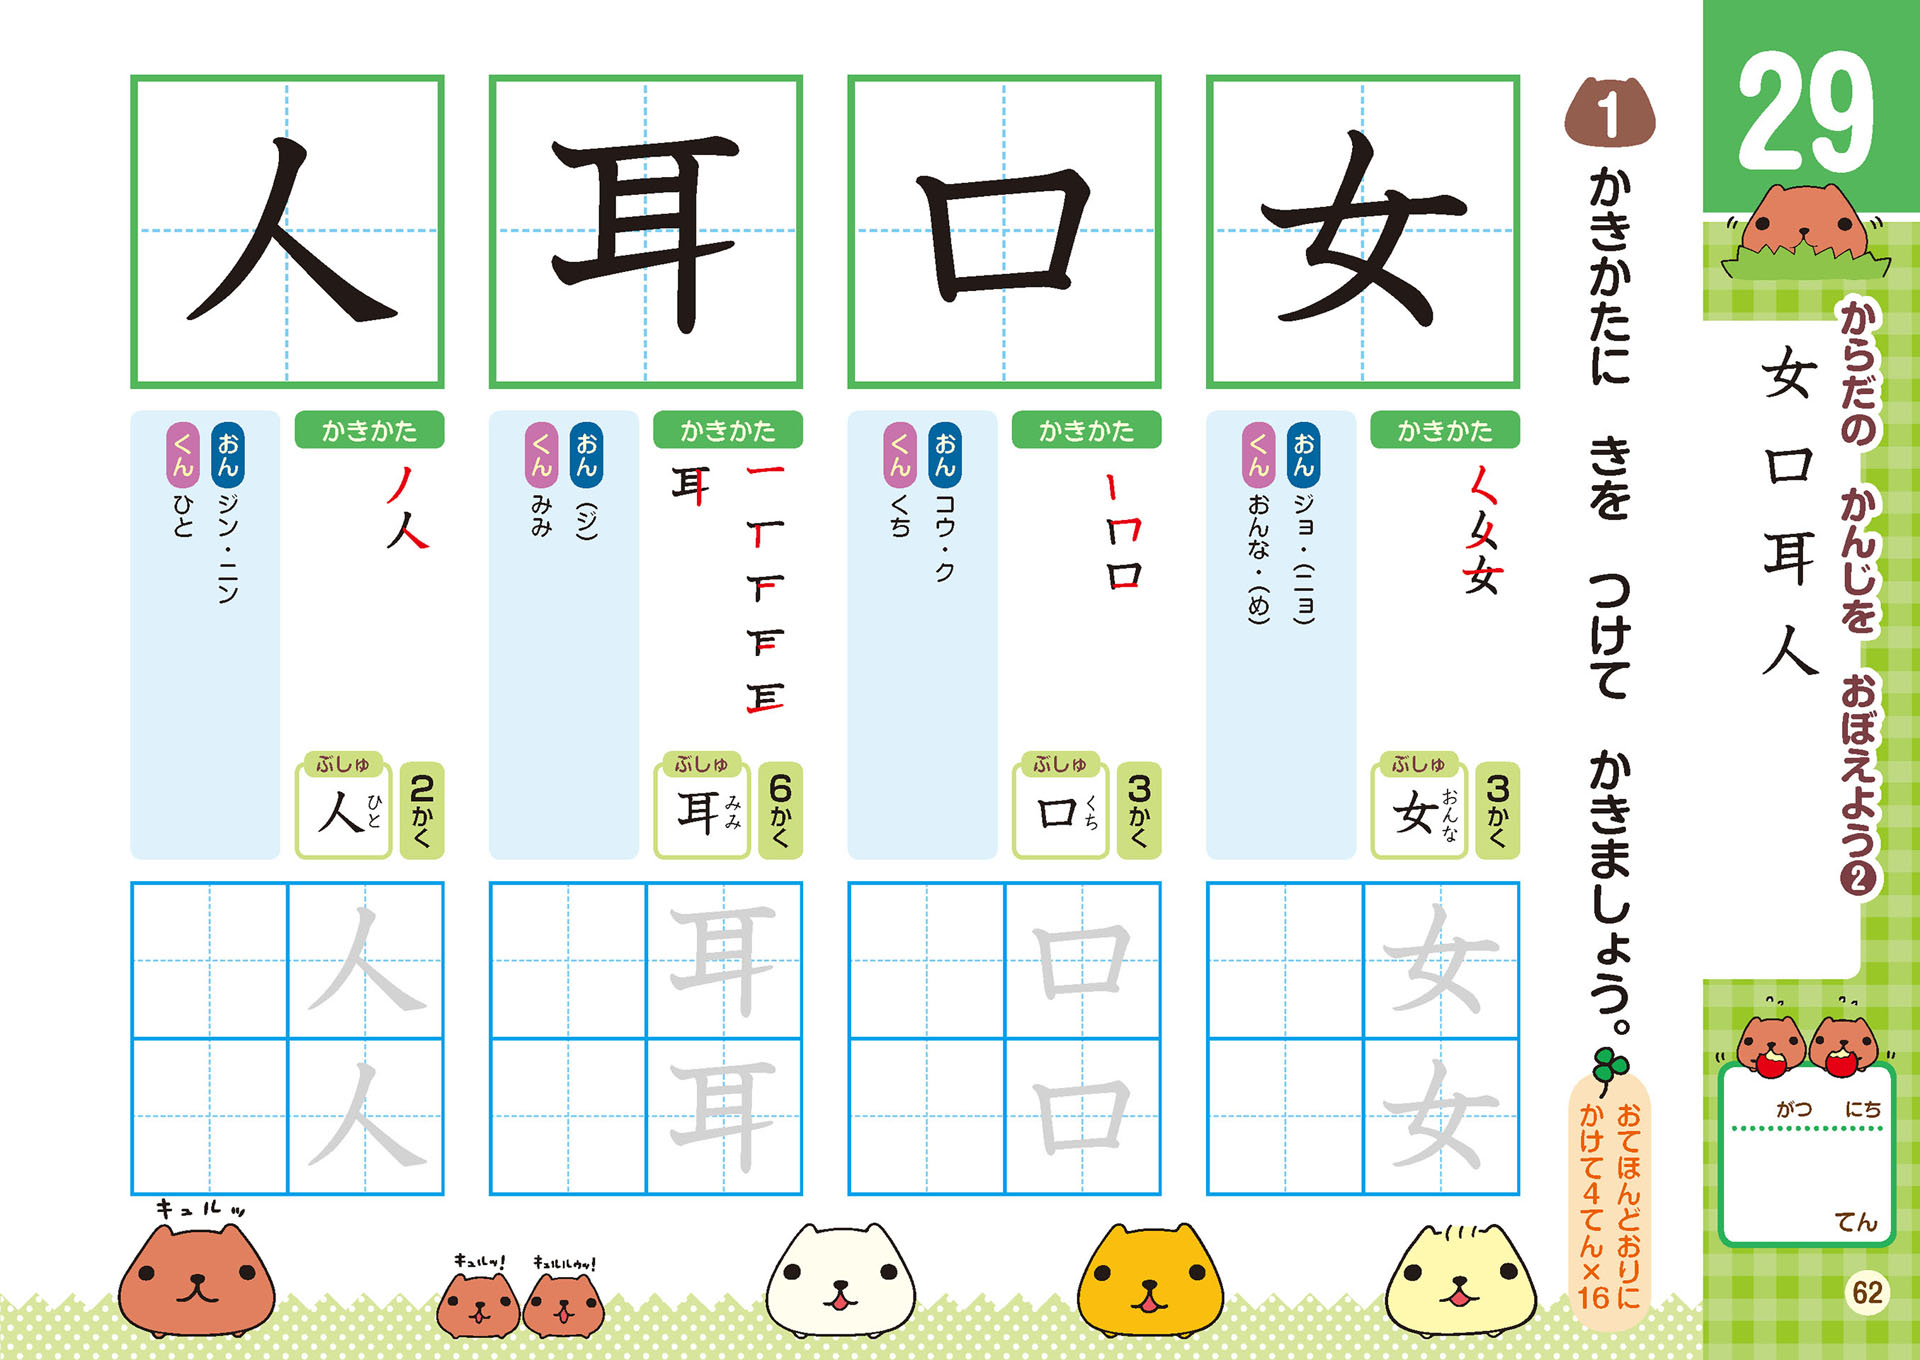 29
からだの かんじを おぼえよう❷
女 口 耳 人
がつ にち
てん
62
1
かきかたに きを つけて かきましょう。
おてほんどおりに
かけて4てん×16
女
かきかた
く 女 女
おん ジョ・(ニョ)
くん おんな・(め)
3かく
ぶしゅ
女 おんな
女
女
口
かきかた
丨 冂 口
おん コウ・ク
くん くち
3かく
ぶしゅ
口 くち
口
口
耳
かきかた
一 丅 F 耳
耳
おん (ジ)
くん みみ
6かく
ぶしゅ
耳 みみ
耳
耳
人
かきかた
ノ 人
おん ジン・ニン
くん ひと
2かく
ぶしゅ
人 ひと
人
人
キュルッ
キュルッ!
キュルルゥッ!